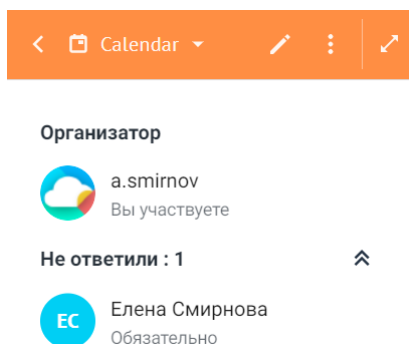 Calendar
Организатор
a.smirnov
Вы участвуете
Не ответили : 1
ЕС
Елена Смирнова
Обязательно